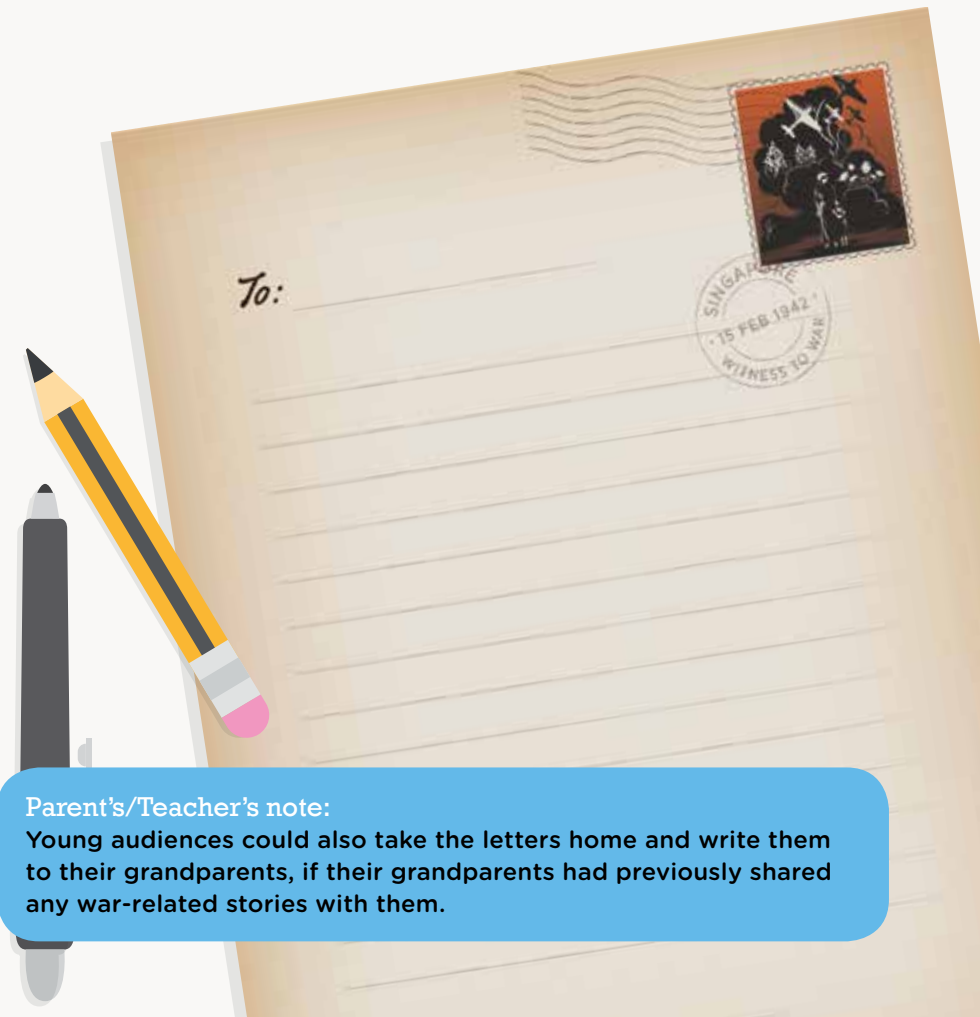 To:
SINGAPORE
· 15 FEB 1942 ·
WITNESS TO WAR
Parent's/Teacher's note:
Young audiences could also take the letters home and write them
to their grandparents, if their grandparents had previously shared
any war-related stories with them.